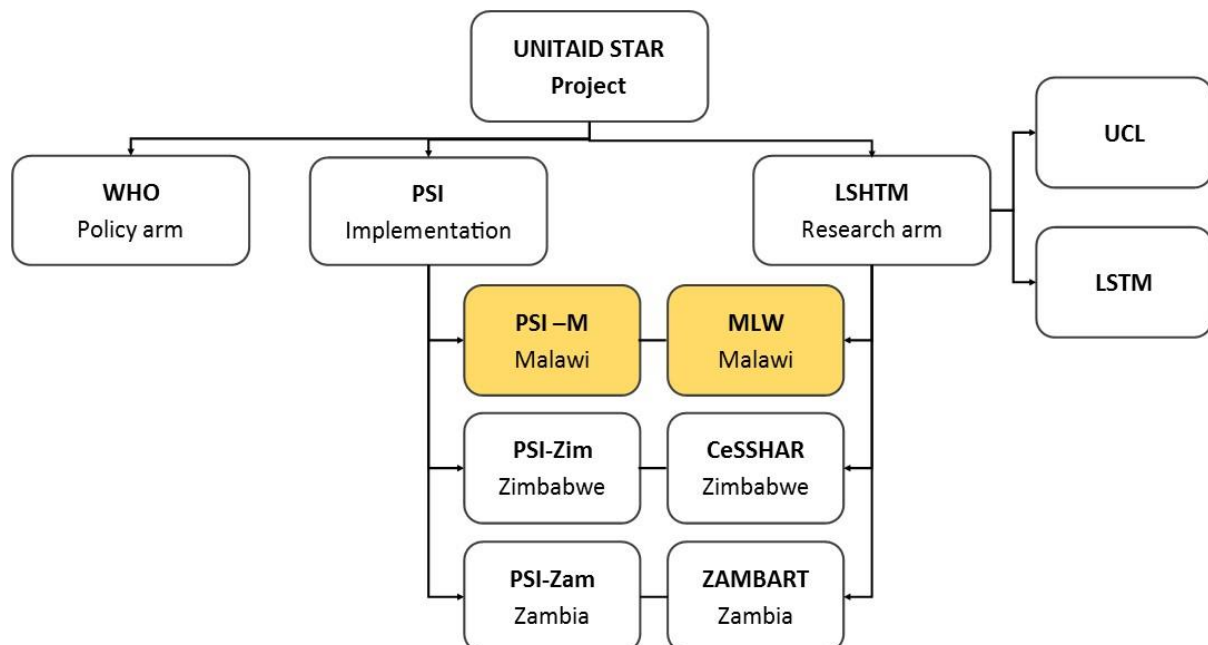 UNITAID STAR
Project
WHO
Policy arm
PSI
Implementation
LSHTM
Research arm
UCL
LSTM
PSI –M
Malawi
MLW
Malawi
PSI-Zim
Zimbabwe
CeSSHAR
Zimbabwe
PSI-Zam
Zambia
ZAMBART
Zambia